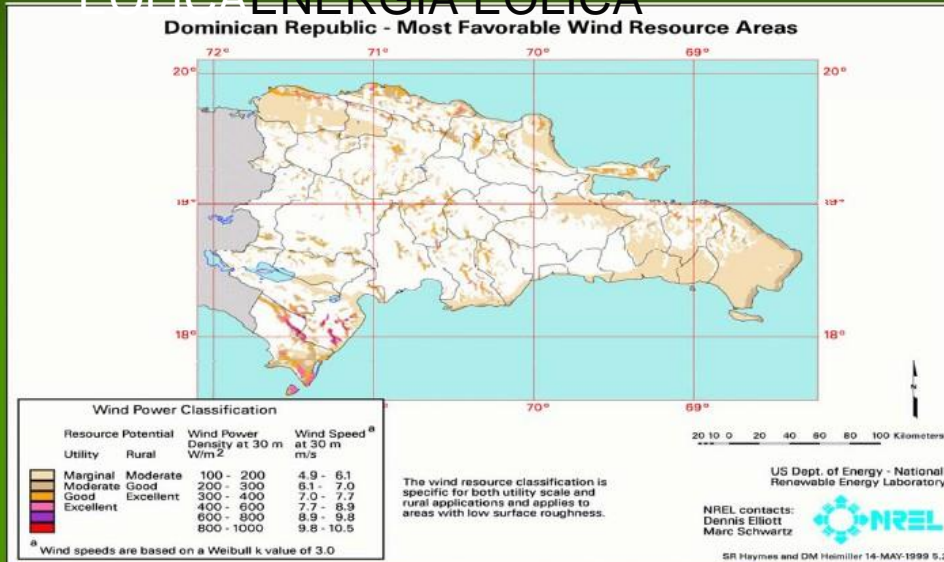 EÓLICAENERGIA EOLICA
Dominican Republic - Most Favorable Wind Resource Areas
72° 71° 70° 69°
20° 20°
19° 19°
18° 18°
70° 69°
Wind Power Classification
Resource Potential Wind Power Density at 30 m W/m2 Wind Speed a at 30 m m/s
Utility Rural
Marginal Moderate 100 - 200 4.9 - 6.1
Moderate Good 200 - 300 6.1 - 7.0
Good Excellent 300 - 400 7.0 - 7.7
Excellent 400 - 600 7.7 - 8.9
600 - 800 8.9 - 9.8
800 - 1000 9.8 - 10.5
a Wind speeds are based on a Weibull k value of 3.0
The wind resource classification is
specific for both utility scale and
rural applications and applies to
areas with low surface roughness.
N
20 10 0 20 40 60 80 100 Kilometers
US Dept. of Energy - National
Renewable Energy Laboratory
NREL contacts:
Dennis Elliott
Marc Schwartz
NREL
SR Haymes and DM Heimiller 14-MAY-1999